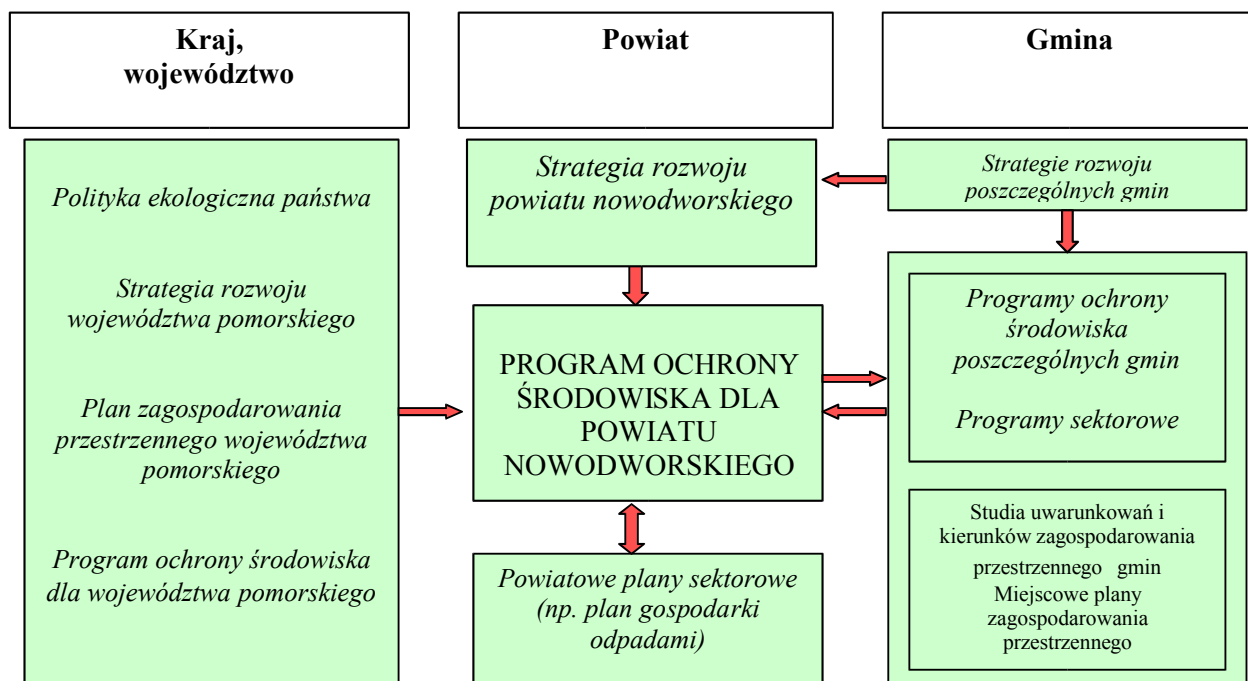 Kraj,
województwo
Polityka ekologiczna państwa
Strategia rozwoju
województwa pomorskiego
Plan zagospodarowania
przestrzennego województwa
pomorskiego
Program ochrony środowiska
dla województwa pomorskiego
Powiat
Strategia rozwoju
powiatu nowodworskiego
PROGRAM OCHRONY
ŚRODOWISKA DLA
POWIATU
NOWODWORSKIEGO
Powiatowe plany sektorowe
(np. plan gospodarki
odpadami)
Gmina
Strategie rozwoju
poszczególnych gmin
Programy ochrony
środowiska
poszczególnych gmin
Programy sektorowe
Studia uwarunkowań i
kierunków zagospodarowania
przestrzennego gmin
Miejscowe plany
zagospodarowania
przestrzennego